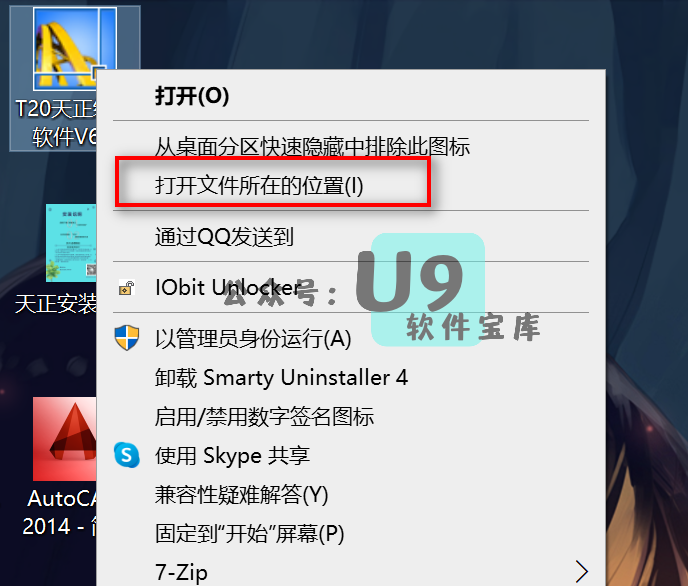 打开(O)
从桌面分区快速隐藏中排除此图标
打开文件所在的位置(I)
通过QQ发送到
IObit Unlocker
公众号：U9
软件宝库
以管理员身份运行(A)
卸载 Smarty Uninstaller 4
启用/禁用数字签名图标
使用 Skype 共享
兼容性疑难解答(Y)
固定到“开始”屏幕(P)
7-Zip
T20天正
软件V6
天正安装
AutoCA
2014 -